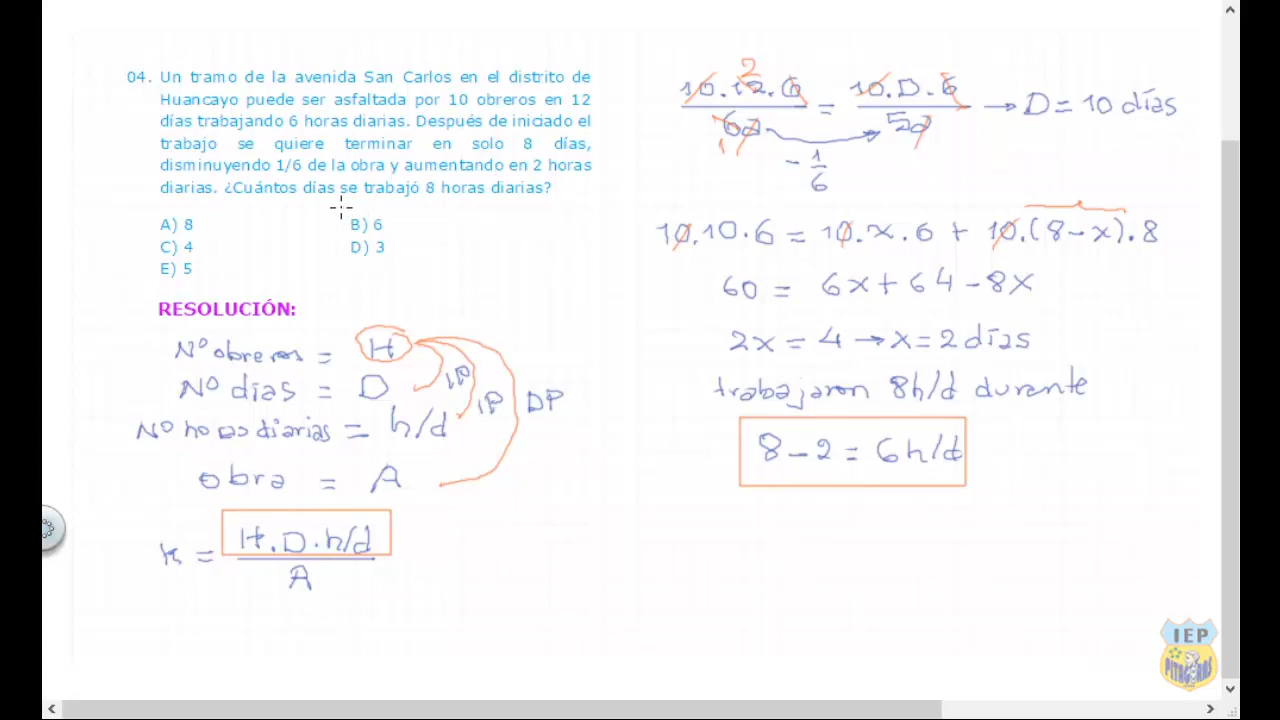 04. Un tramo de la avenida San Carlos en el distrito de
Huancayo puede ser asfaltada por 10 obreros en 12
días trabajando 6 horas diarias. Después de iniciado el
trabajo se quiere terminar en solo 8 días,
disminuyendo 1/6 de la obra y aumentando en 2 horas
diarias. ¿Cuántos días se trabajó 8 horas diarias?
A) 8 B) 6
C) 4 D) 3
E) 5
RESOLUCIÓN:
Nº obreros = H
Nº días = D
Nº horas diarias = h/d
obra = A
IP
IP
DP
K = H.D.h/d / A
2
10.12.6 / 6a = 10.D.6 / 5a → D = 10 días
1
- 1/6
10.10.6 = 10.x.6 + 10.(8-x).8
60 = 6x + 64 - 8x
2x = 4 → x = 2 días
trabajaron 8h/d durante
8 - 2 = 6 h/d
IEP
PITAGORAS